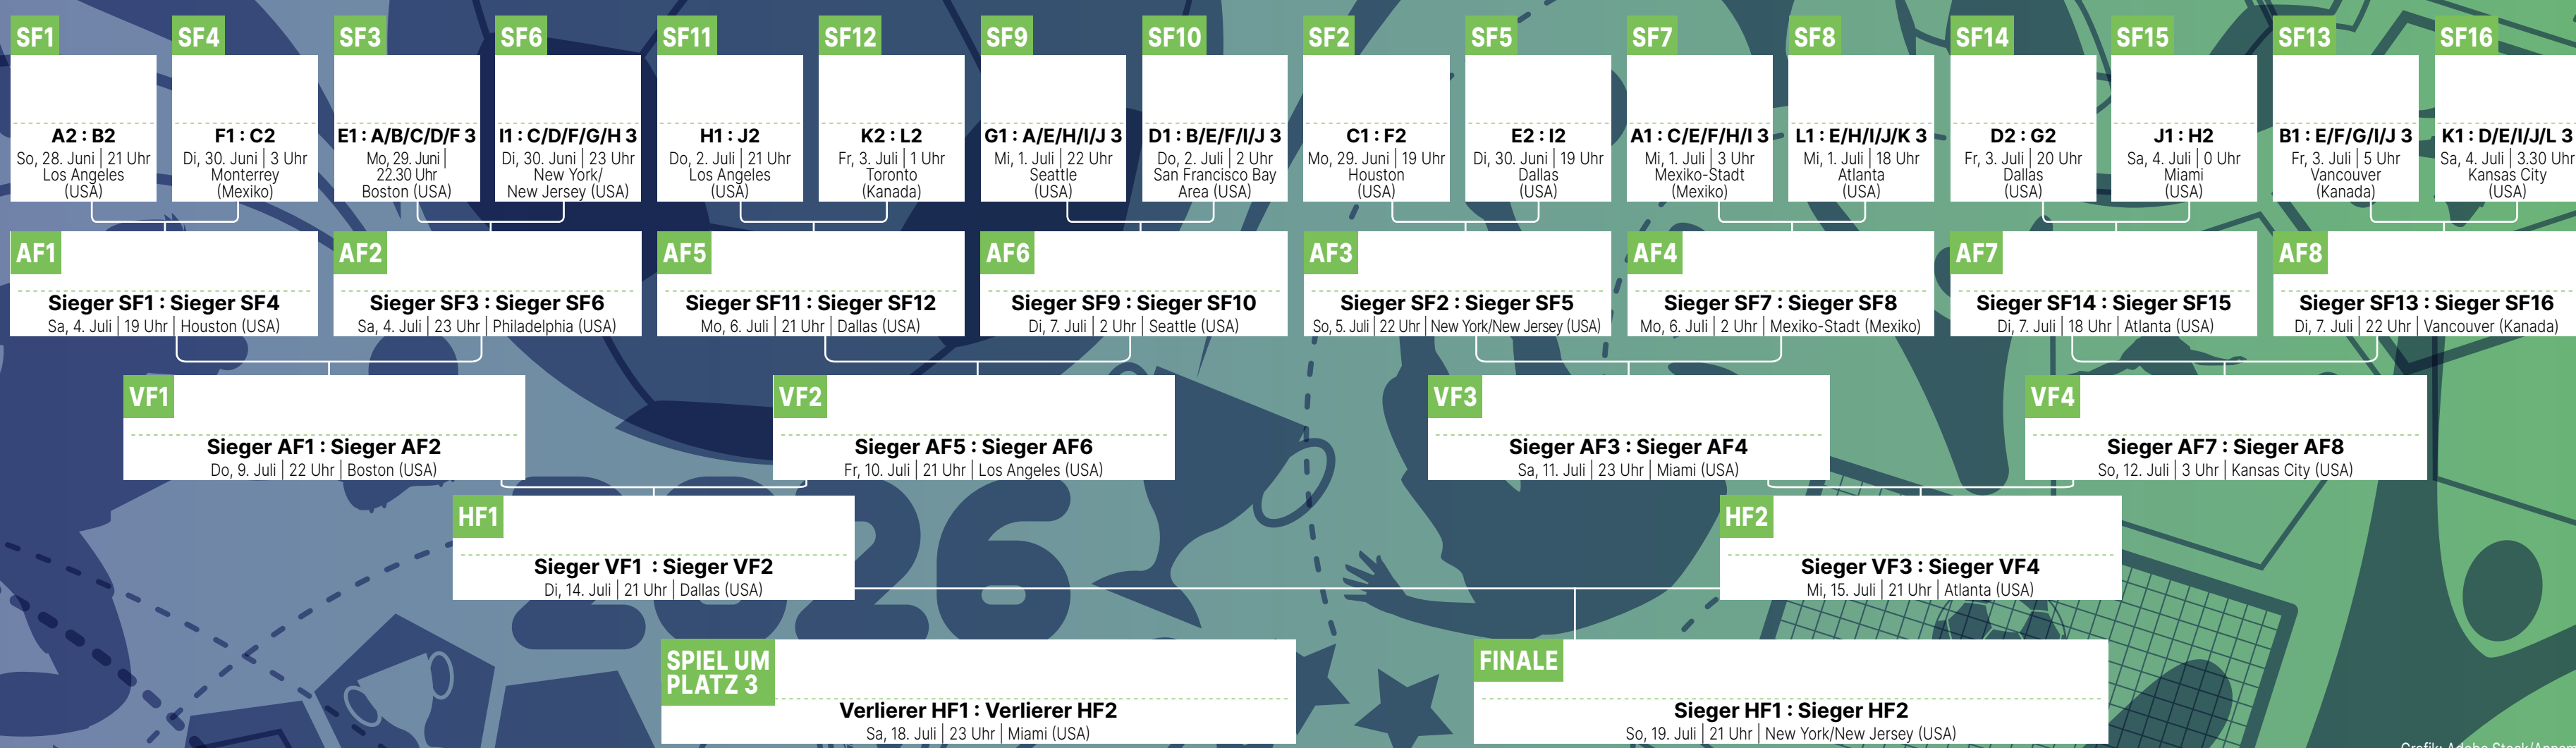 SF1
A2 : B2
So, 28. Juni | 21 Uhr
Los Angeles
(USA)
SF4
F1 : C2
Di, 30. Juni | 3 Uhr
Monterrey
(Mexiko)
SF3
E1 : A/B/C/D/F 3
Mo, 29. Juni |
22.30 Uhr
Boston (USA)
SF6
I1 : C/D/F/G/H 3
Di, 30. Juni | 23 Uhr
New York/
New Jersey (USA)
SF11
H1 : J2
Do, 2. Juli | 21 Uhr
Los Angeles
(USA)
SF12
K2 : L2
Fr, 3. Juli | 1 Uhr
Toronto
(Kanada)
SF9
G1 : A/E/H/I/J 3
Mi, 1. Juli | 22 Uhr
Seattle
(USA)
SF10
D1 : B/E/F/I/J 3
Do, 2. Juli | 2 Uhr
San Francisco Bay
Area (USA)
SF2
C1 : F2
Mo, 29. Juni | 19 Uhr
Houston
(USA)
SF5
E2 : I2
Di, 30. Juni | 19 Uhr
Dallas
(USA)
SF7
A1 : C/E/F/H/I 3
Mi, 1. Juli | 3 Uhr
Mexiko-Stadt
(Mexiko)
SF8
L1 : E/H/I/J/K 3
Mi, 1. Juli | 18 Uhr
Atlanta
(USA)
SF14
D2 : G2
Fr, 3. Juli | 20 Uhr
Dallas
(USA)
SF15
J1 : H2
Sa, 4. Juli | 0 Uhr
Miami
(USA)
SF13
B1 : E/F/G/I/J 3
Fr, 3. Juli | 5 Uhr
Vancouver
(Kanada)
SF16
K1 : D/E/I/J/L 3
Sa, 4. Juli | 3.30 Uhr
Kansas City
(USA)
AF1
Sieger SF1 : Sieger SF4
Sa, 4. Juli | 19 Uhr | Houston (USA)
AF2
Sieger SF3 : Sieger SF6
Sa, 4. Juli | 23 Uhr | Philadelphia (USA)
AF5
Sieger SF11 : Sieger SF12
Mo, 6. Juli | 21 Uhr | Dallas (USA)
AF6
Sieger SF9 : Sieger SF10
Di, 7. Juli | 2 Uhr | Seattle (USA)
AF3
Sieger SF2 : Sieger SF5
So, 5. Juli | 22 Uhr | New York/New Jersey (USA)
AF4
Sieger SF7 : Sieger SF8
Mo, 6. Juli | 2 Uhr | Mexiko-Stadt (Mexiko)
AF7
Sieger SF14 : Sieger SF15
Di, 7. Juli | 18 Uhr | Atlanta (USA)
AF8
Sieger SF13 : Sieger SF16
Di, 7. Juli | 22 Uhr | Vancouver (Kanada)
VF1
Sieger AF1 : Sieger AF2
Do, 9. Juli | 22 Uhr | Boston (USA)
VF2
Sieger AF5 : Sieger AF6
Fr, 10. Juli | 21 Uhr | Los Angeles (USA)
VF3
Sieger AF3 : Sieger AF4
Sa, 11. Juli | 23 Uhr | Miami (USA)
VF4
Sieger AF7 : Sieger AF8
So, 12. Juli | 3 Uhr | Kansas City (USA)
HF1
Sieger VF1 : Sieger VF2
Di, 14. Juli | 21 Uhr | Dallas (USA)
HF2
Sieger VF3 : Sieger VF4
Mi, 15. Juli | 21 Uhr | Atlanta (USA)
2026
SPIEL UM
PLATZ 3
Verlierer HF1 : Verlierer HF2
Sa, 18. Juli | 23 Uhr | Miami (USA)
FINALE
Sieger HF1 : Sieger HF2
So, 19. Juli | 21 Uhr | New York/New Jersey (USA)